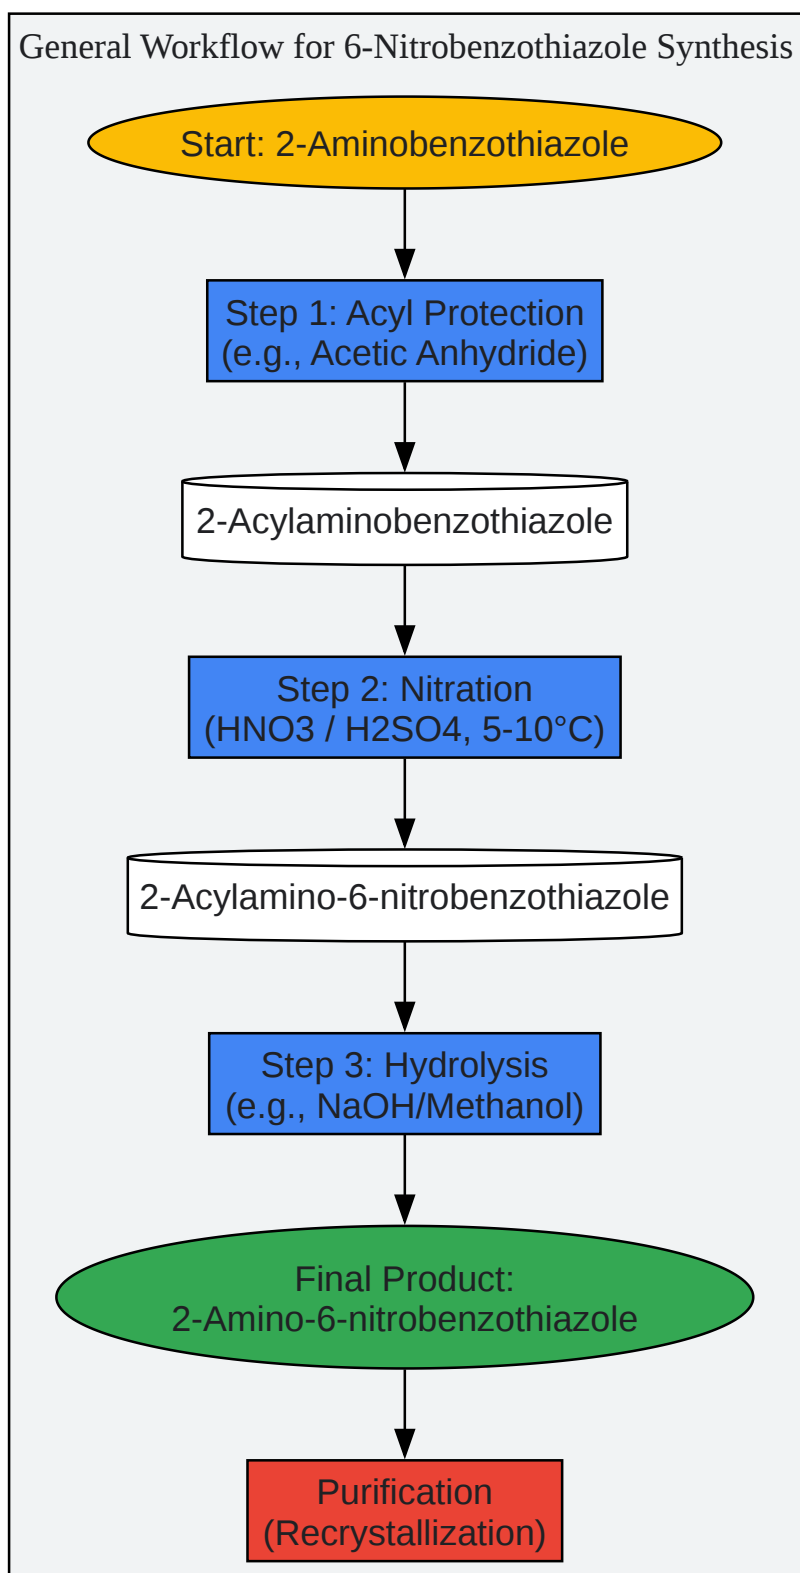 General Workflow for 6-Nitrobenzothiazole Synthesis
Start: 2-Aminobenzothiazole
Step 1: Acyl Protection
(e.g., Acetic Anhydride)
2-Acylaminobenzothiazole
Step 2: Nitration
(HNO3 / H2SO4, 5-10°C)
2-Acylamino-6-nitrobenzothiazole
Step 3: Hydrolysis
(e.g., NaOH/Methanol)
Final Product:
2-Amino-6-nitrobenzothiazole
Purification
(Recrystallization)